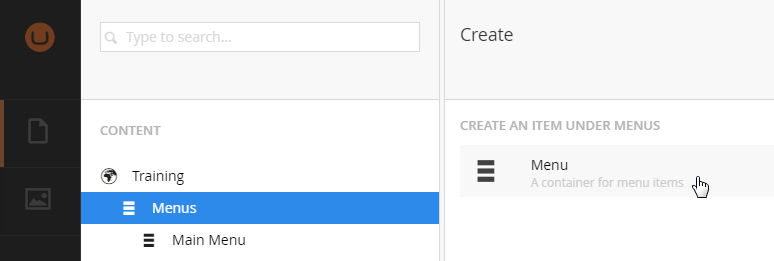 Type to search...
CONTENT
Training
Menus
Main Menu
Create
CREATE AN ITEM UNDER MENUS
Menu
A container for menu items